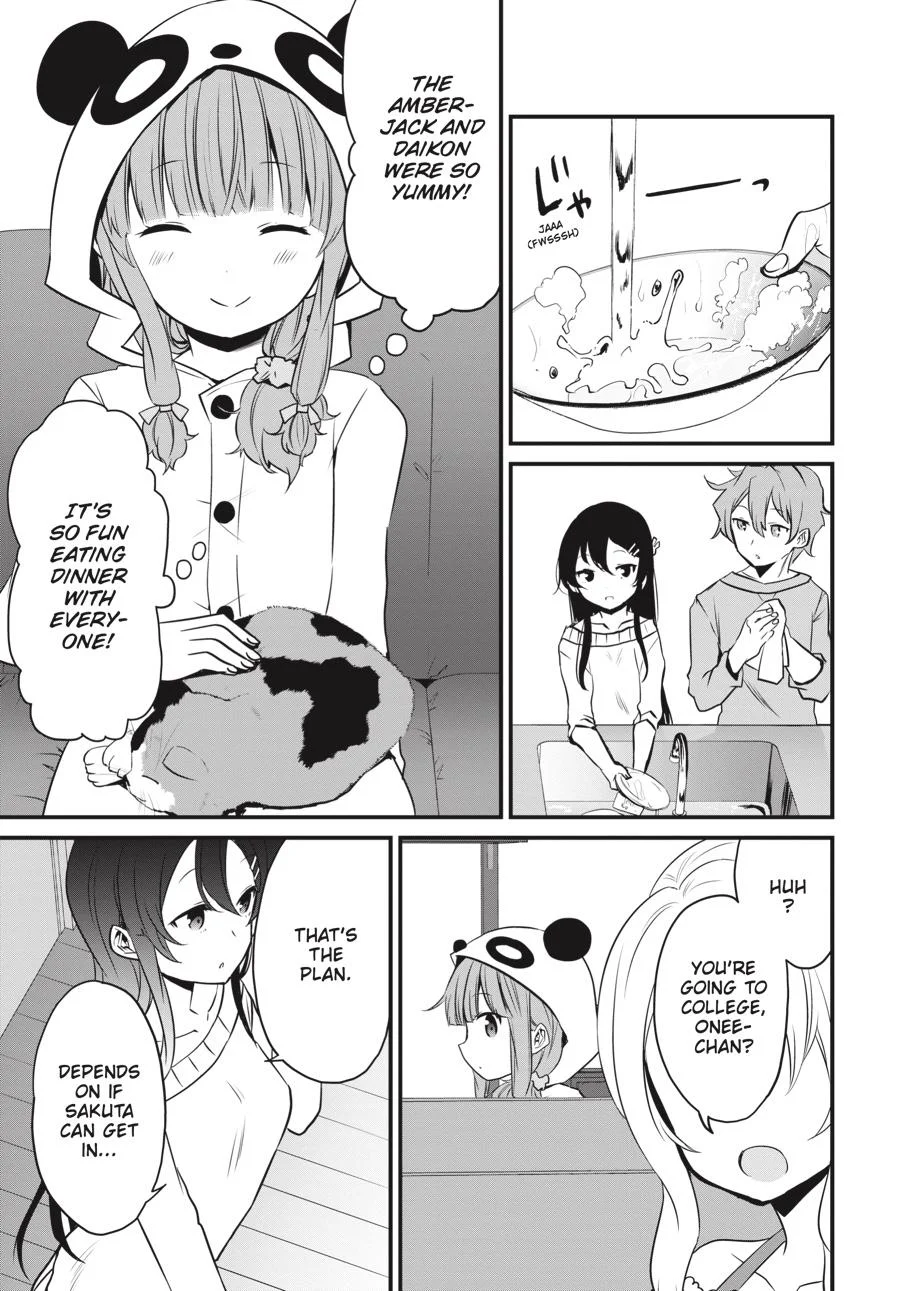 じゃーーっ
JAAA
(FWSSSH)
THE
AMBER-
JACK AND
DAIKON
WERE SO
YUMMY!
IT'S
SO FUN
EATING
DINNER
WITH
EVERY-
ONE!
HUH
?
YOU'RE
GOING TO
COLLEGE,
ONEE-
CHAN?
THAT'S
THE
PLAN.
DEPENDS
ON IF
SAKUTA
CAN GET
IN...